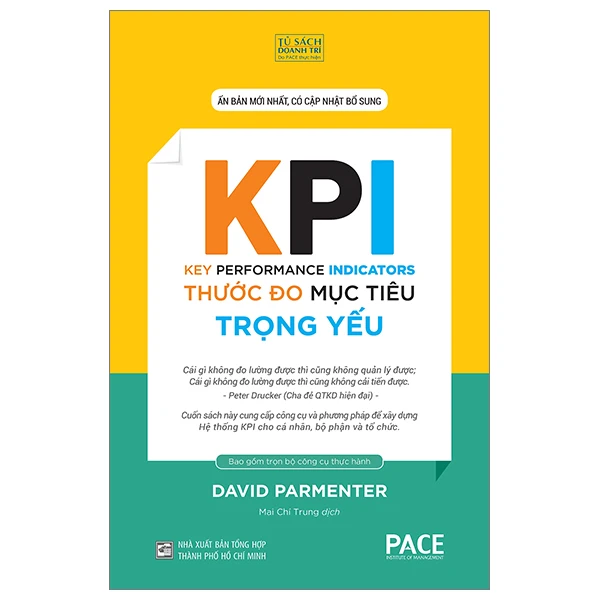 TỦ SÁCH
DOANH TRÍ
Do PACE thực hiện
ẤN BẢN MỚI NHẤT, CÓ CẬP NHẬT BỔ SUNG
KPI
KEY PERFORMANCE INDICATORS
THƯỚC ĐO MỤC TIÊU
TRỌNG YẾU
Cái gì không đo lường được thì cũng không quản lý được;
Cái gì không đo lường được thì cũng không cải tiến được.
- Peter Drucker (Cha đẻ QTKD hiện đại) -
Cuốn sách này cung cấp công cụ và phương pháp để xây dựng
Hệ thống KPI cho cá nhân, bộ phận và tổ chức.
Bao gồm trọn bộ công cụ thực hành
DAVID PARMENTER
Mai Chí Trung dịch
NHÀ XUẤT BẢN TỔNG HỢP
THÀNH PHỐ HỒ CHÍ MINH
PACE
INSTITUTE OF MANAGEMENT